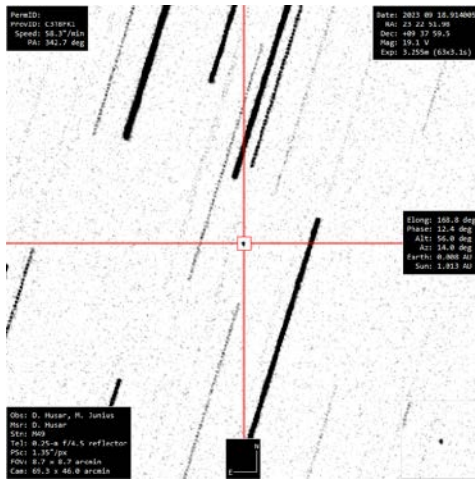 PermID:
ProvID: C3TBFK1
Speed: 58.3"/min
PA: 342.7 deg
Date: 2023 09 18.914009
RA: 23 22 51.98
Dec: +09 37 59.5
Mag: 19.1 V
Exp: 3.255m (63x3.1s)
Elong: 168.8 deg
Phase: 12.4 deg
Alt: 56.0 deg
Az: 14.0 deg
Earth: 0.008 AU
Sun: 1.013 AU
Obs: D. Husar, M. Junius
Msr: D. Husar
Stn: M49
Tel: 0.25-m f/4.5 reflector
PSc: 1.35"/px
FOV: 8.7 x 8.7 arcmin
Cam: 69.3 x 46.0 arcmin
N
E